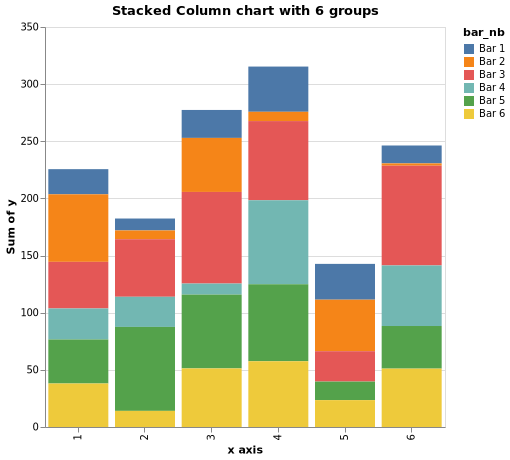 Stacked Column chart with 6 groups
350
300
250
200
150
100
50
0
Sum of y
1
2
3
4
5
6
x axis
bar_nb
Bar 1
Bar 2
Bar 3
Bar 4
Bar 5
Bar 6